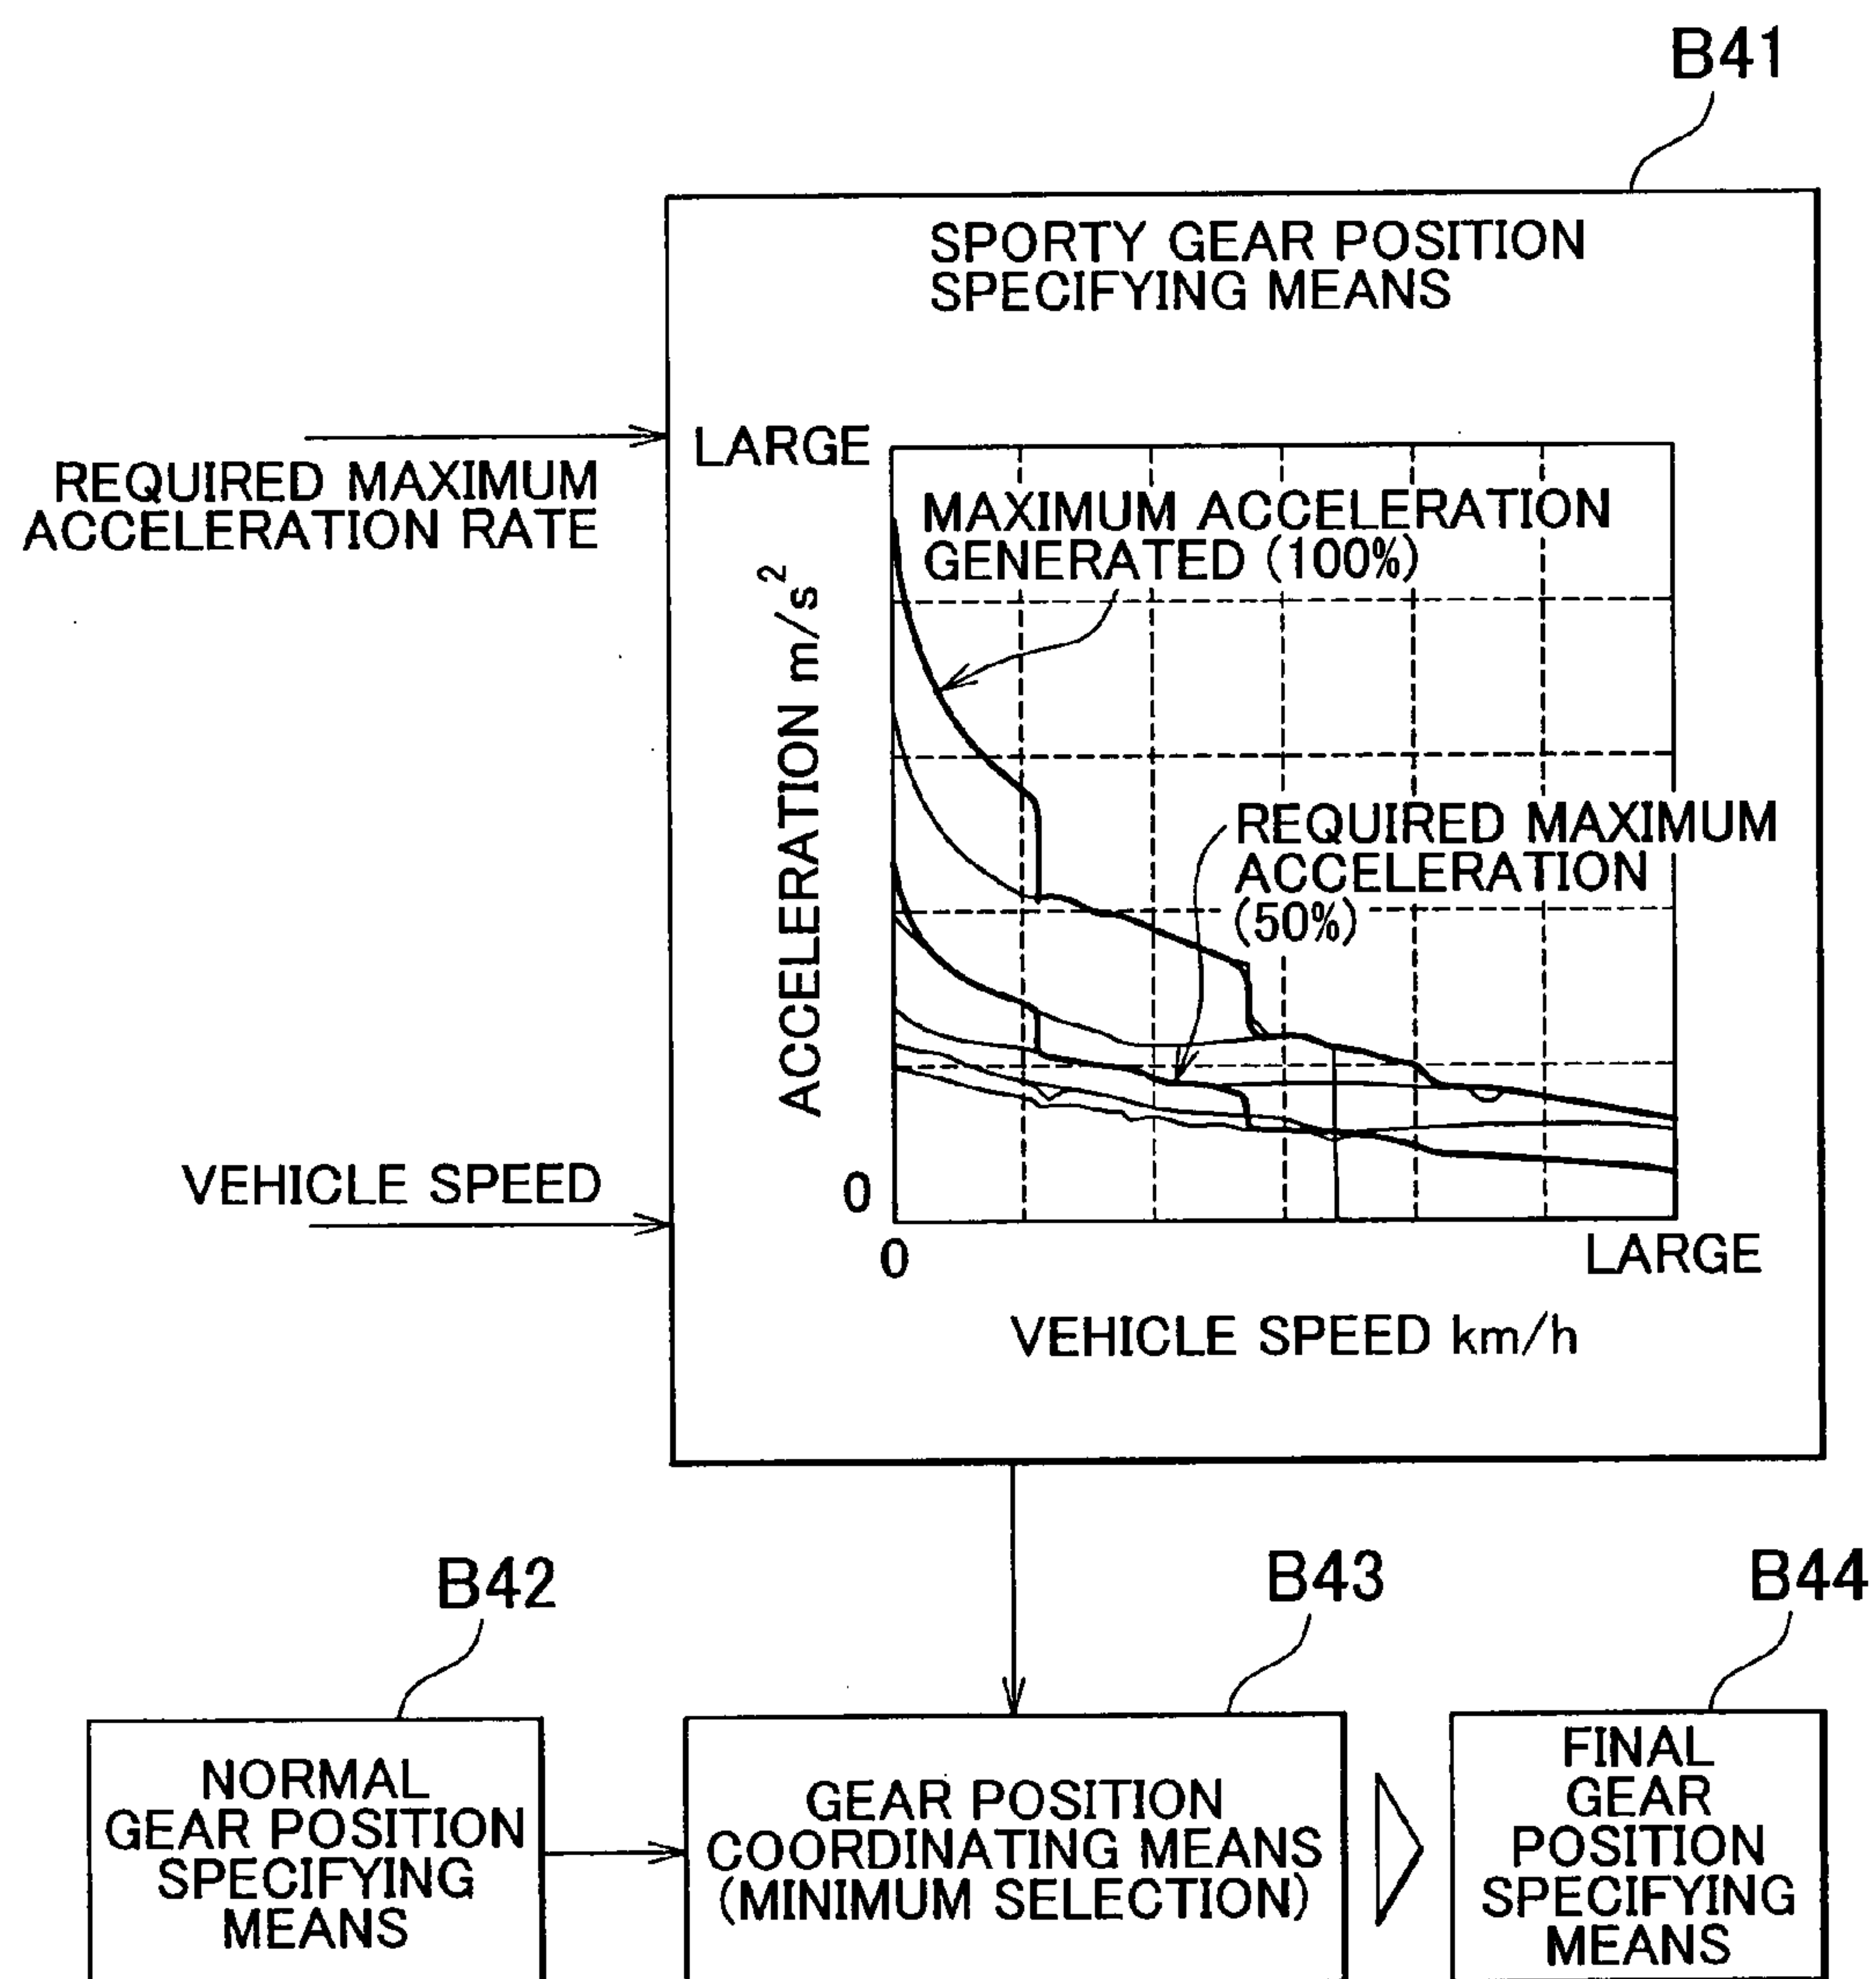 B41
SPORTY GEAR POSITION
SPECIFYING MEANS
REQUIRED MAXIMUM
ACCELERATION RATE
LARGE
MAXIMUM ACCELERATION
GENERATED (100%)
ACCELERATION m/s²
REQUIRED MAXIMUM
ACCELERATION
(50%)
VEHICLE SPEED
0
0
LARGE
VEHICLE SPEED km/h
B42
B43
B44
NORMAL
GEAR POSITION
SPECIFYING
MEANS
GEAR POSITION
COORDINATING MEANS
(MINIMUM SELECTION)
FINAL
GEAR
POSITION
SPECIFYING
MEANS